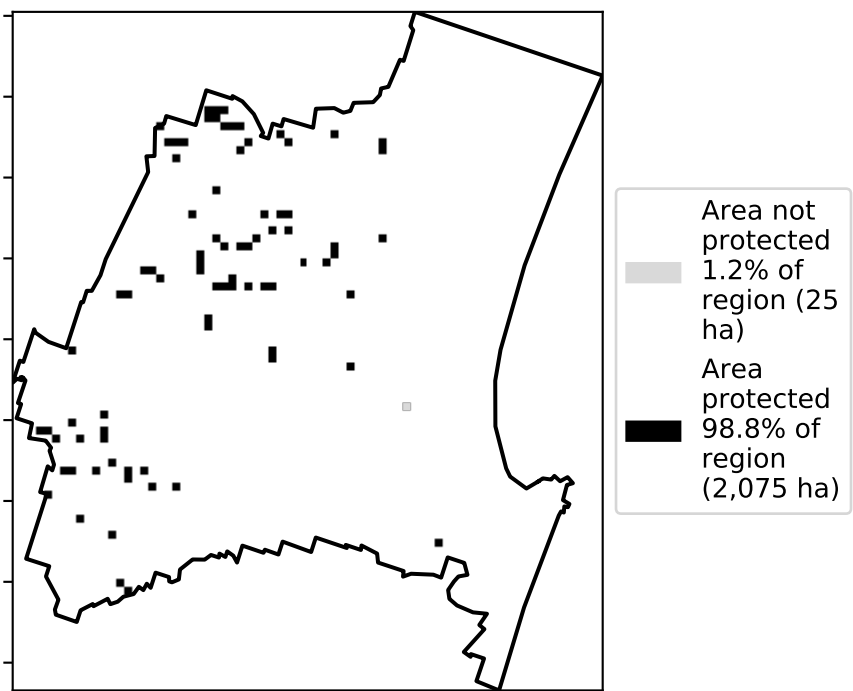 Area not
protected
1.2% of
region (25
ha)
Area
protected
98.8% of
region
(2,075 ha)